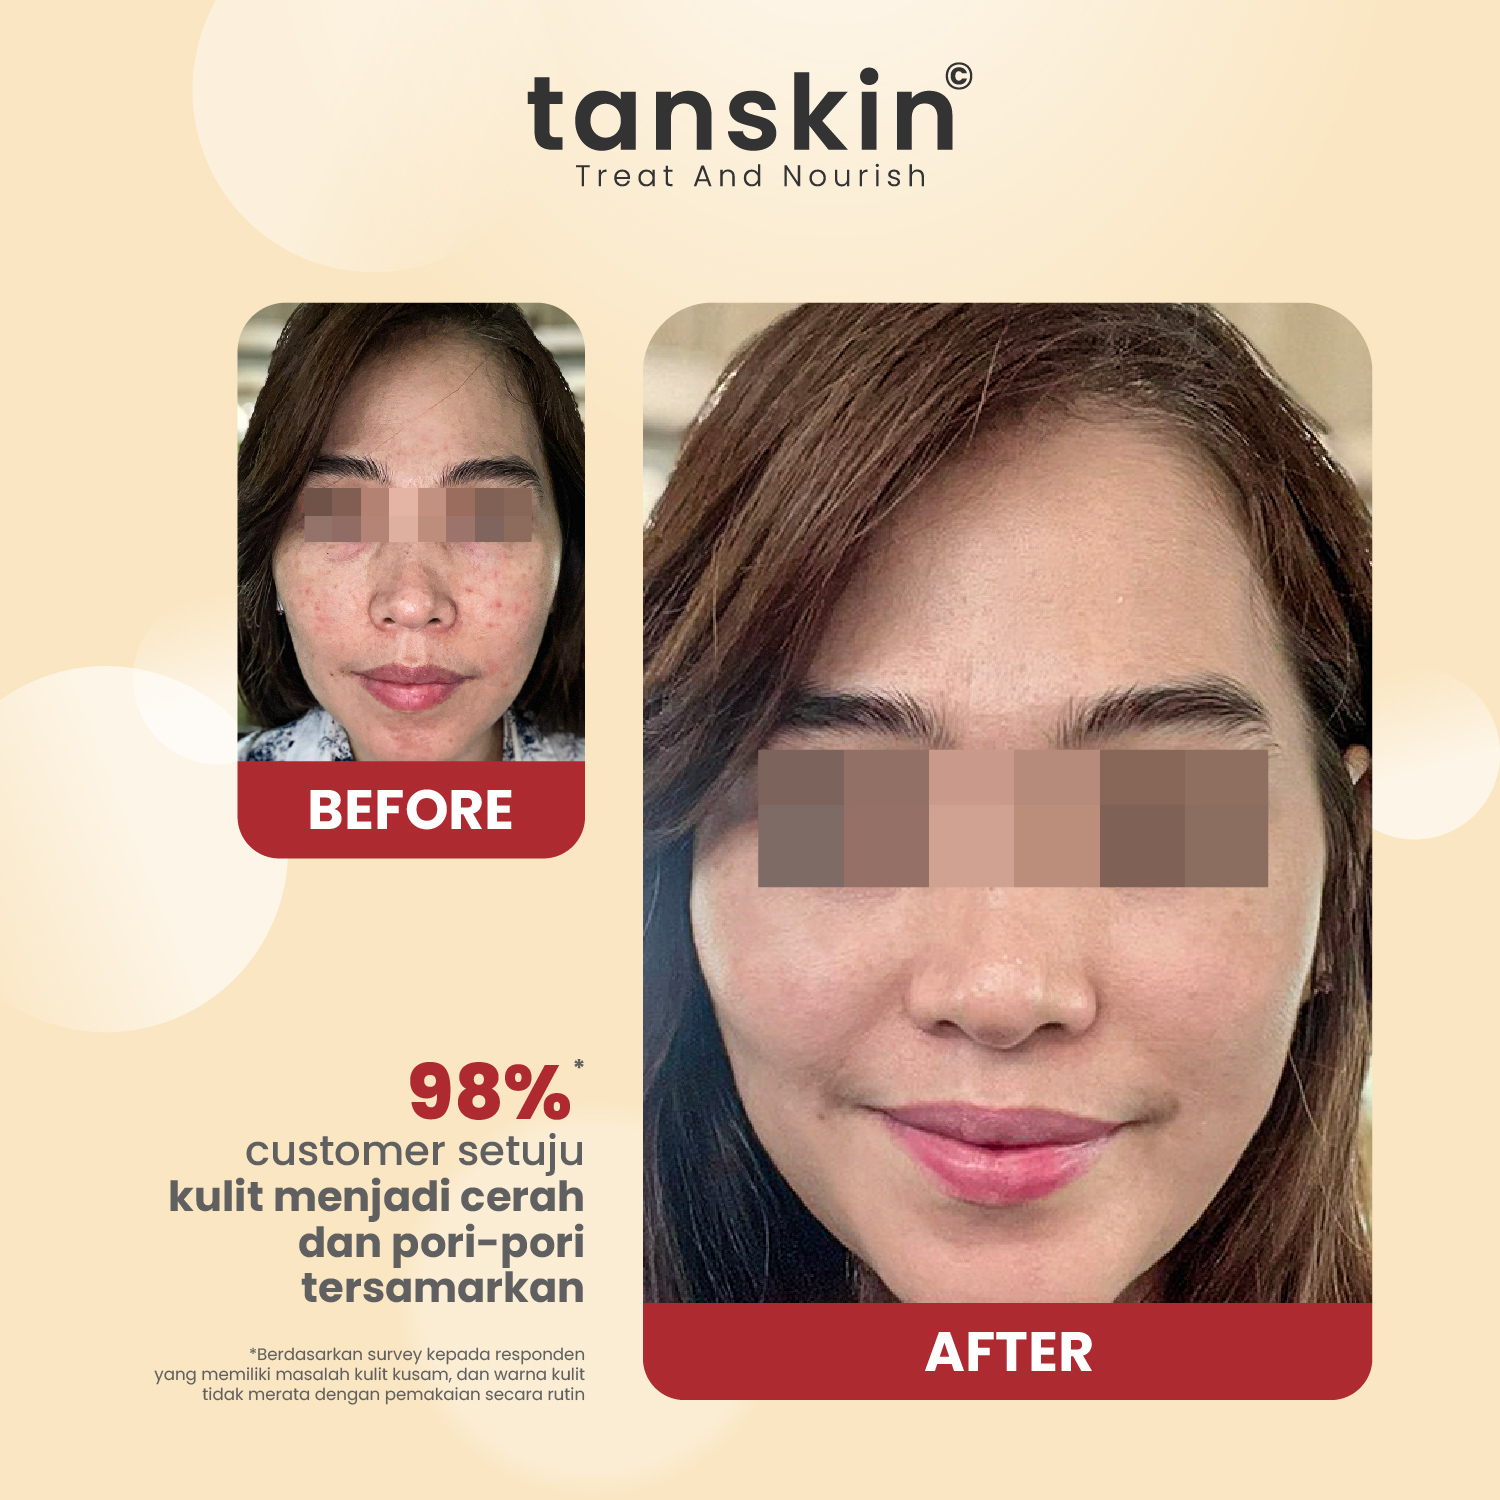 tanskin©
Treat And Nourish
BEFORE
98%*
customer setuju
kulit menjadi cerah
dan pori-pori
tersamarkan
*Berdasarkan survey kepada responden
yang memiliki masalah kulit kusam, dan warna kulit
tidak merata dengan pemakaian secara rutin
AFTER